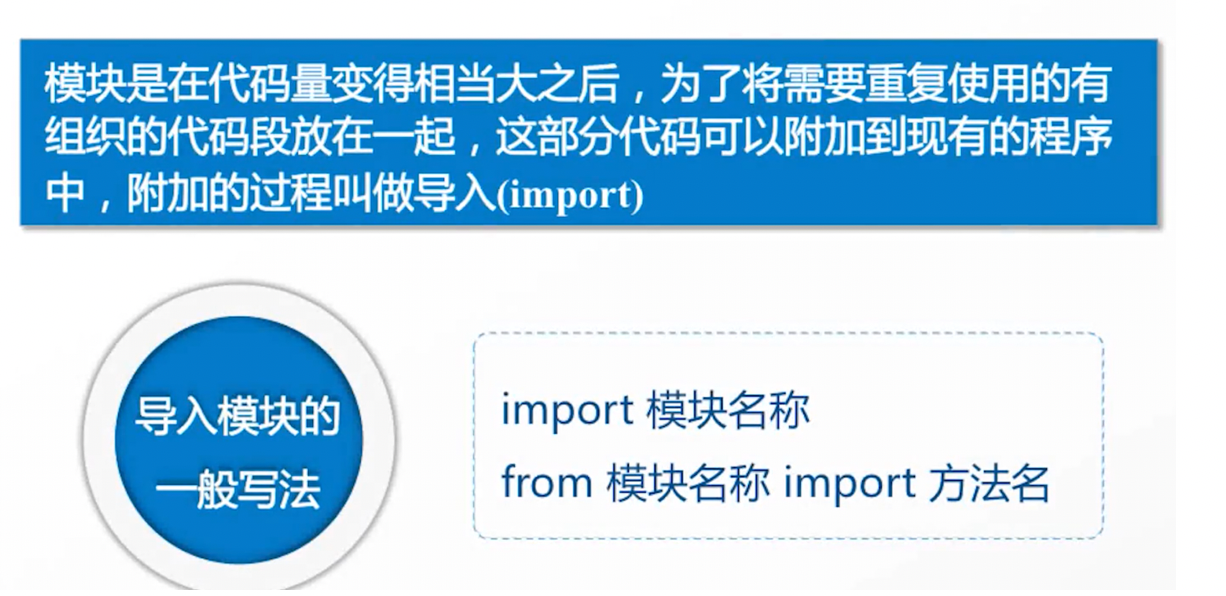 模块是在代码量变得相当大之后，为了将需要重复使用的有
组织的代码段放在一起，这部分代码可以附加到现有的程序
中，附加的过程叫做导入(import)
导入模块的
一般写法
import 模块名称
from 模块名称 import 方法名